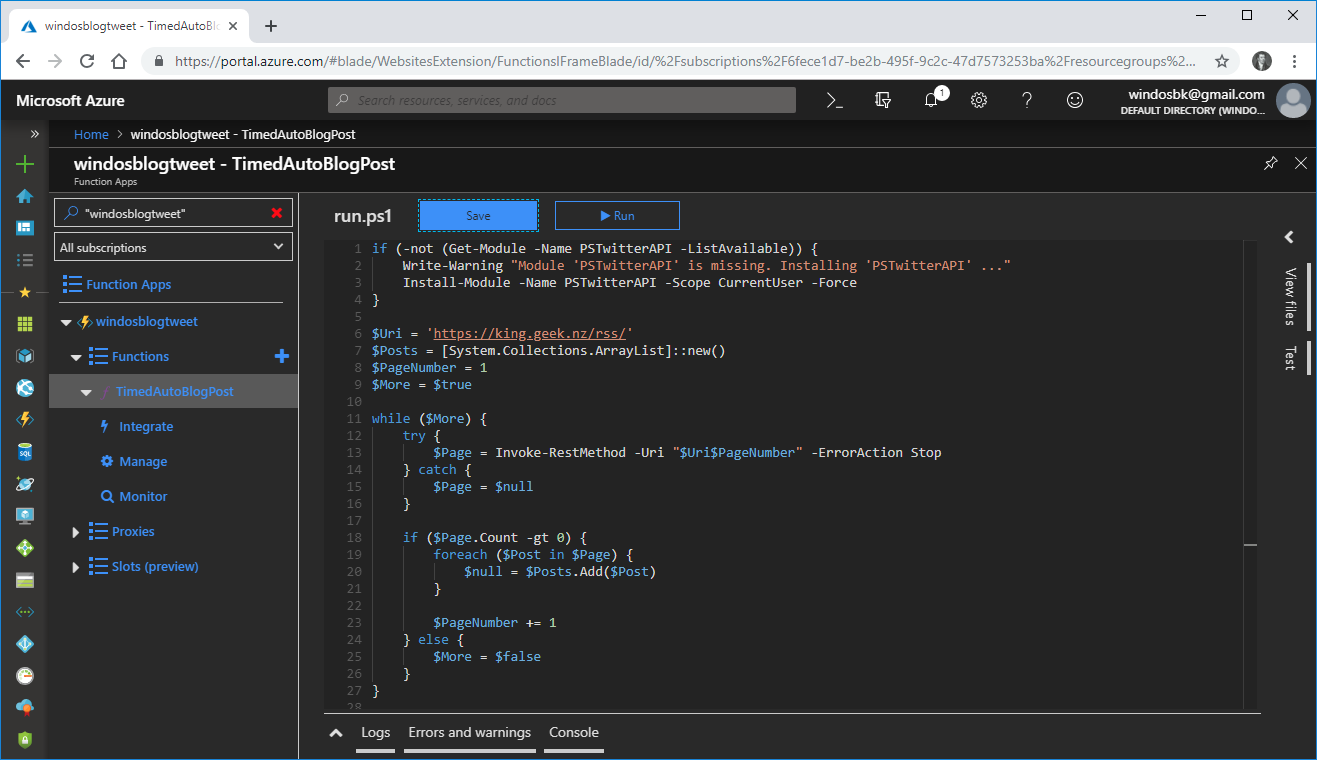 windosblogtweet - TimedAutoBl
https://portal.azure.com/#blade/WebsitesExtension/FunctionsIFrameBlade/id/%2Fsubscriptions%2F6fece1d7-be2b-495f-9c2c-47d7573253ba%2Fresourcegroups%2...
Microsoft Azure
Search resources, services, and docs
1
windosbk@gmail.com
DEFAULT DIRECTORY (WINDO...
Home > windosblogtweet - TimedAutoBlogPost
windosblogtweet - TimedAutoBlogPost
Function Apps
"windosblogtweet"
All subscriptions
Function Apps
windosblogtweet
Functions
TimedAutoBlogPost
Integrate
Manage
Monitor
Proxies
Slots (preview)
SQL
run.ps1
Save
Run
1 if (-not (Get-Module -Name PSTwitterAPI -ListAvailable)) {
2 Write-Warning "Module 'PSTwitterAPI' is missing. Installing 'PSTwitterAPI' ..."
3 Install-Module -Name PSTwitterAPI -Scope CurrentUser -Force
4 }
5
6 $Uri = 'https://king.geek.nz/rss/'
7 $Posts = [System.Collections.ArrayList]::new()
8 $PageNumber = 1
9 $More = $true
10
11 while ($More) {
12 try {
13 $Page = Invoke-RestMethod -Uri "$Uri$PageNumber" -ErrorAction Stop
14 } catch {
15 $Page = $null
16 }
17
18 if ($Page.Count -gt 0) {
19 foreach ($Post in $Page) {
20 $null = $Posts.Add($Post)
21 }
22
23 $PageNumber += 1
24 } else {
25 $More = $false
26 }
27 }
28
View files
Test
Logs
Errors and warnings
Console